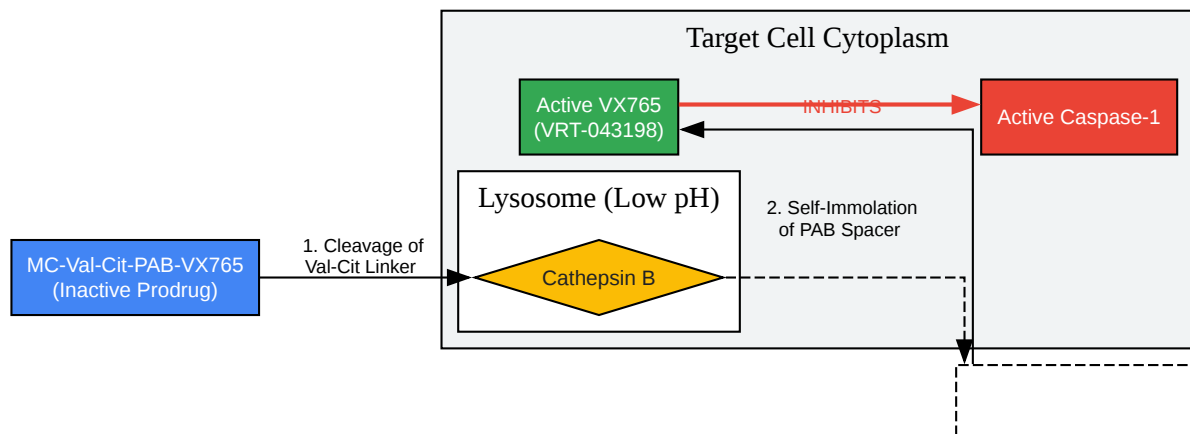 Target Cell Cytoplasm
Active VX765
(VRT-043198)
INHIBITS
Active Caspase-1
Lysosome (Low pH)
2. Self-Immolation
of PAB Spacer
1. Cleavage of
Val-Cit Linker
MC-Val-Cit-PAB-VX765
(Inactive Prodrug)
Cathepsin B